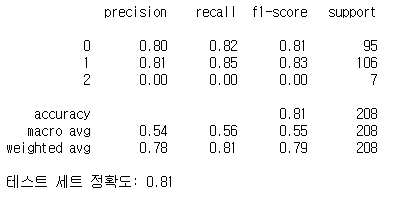 precision recall f1-score support
0 0.80 0.82 0.81 95
1 0.81 0.85 0.83 106
2 0.00 0.00 0.00 7
accuracy 0.81 208
macro avg 0.54 0.56 0.55 208
weighted avg 0.78 0.81 0.79 208
테스트 세트 정확도: 0.81